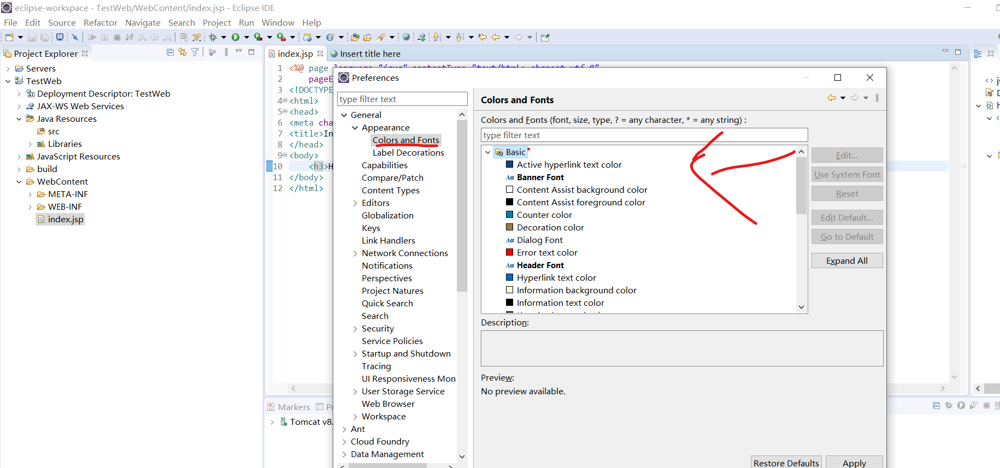 eclipse-workspace - TestWeb/WebContent/index.jsp - Eclipse IDE
File Edit Source Refactor Navigate Search Project Run Window Help
Project Explorer
Servers
TestWeb
Deployment Descriptor: TestWeb
JAX-WS Web Services
Java Resources
src
Libraries
JavaScript Resources
build
WebContent
META-INF
WEB-INF
index.jsp
index.jsp
Insert title here
1 <%@ page language="java" contentType="text/html; charset=utf-8"
2 pageE
3 <!DOCTYPE
4 <html>
5 <head>
6 <meta cha
7 <title>In
8 </head>
9 <body>
10 <h3>H
11 </body>
12 </html>
Preferences
type filter text
General
Appearance
Colors and Fonts
Label Decorations
Capabilities
Compare/Patch
Content Types
Editors
Globalization
Keys
Link Handlers
Network Connections
Notifications
Perspectives
Project Natures
Quick Search
Search
Security
Service Policies
Startup and Shutdown
Tracing
UI Responsiveness Mon
User Storage Service
Web Browser
Workspace
Ant
Cloud Foundry
Data Management
Colors and Fonts
Colors and Fonts (font, size, type, ? = any character, * = any string) :
type filter text
Basic
Active hyperlink text color
Aa Banner Font
Content Assist background color
Content Assist foreground color
Counter color
Decoration color
Aa Dialog Font
Error text color
Aa Header Font
Hyperlink text color
Information background color
Information text color
Edit...
Use System Font
Reset
Edit Default...
Go to Default
Expand All
Description:
Preview:
No preview available.
Restore Defaults
Apply
Markers
Pr
Tomcat v8.